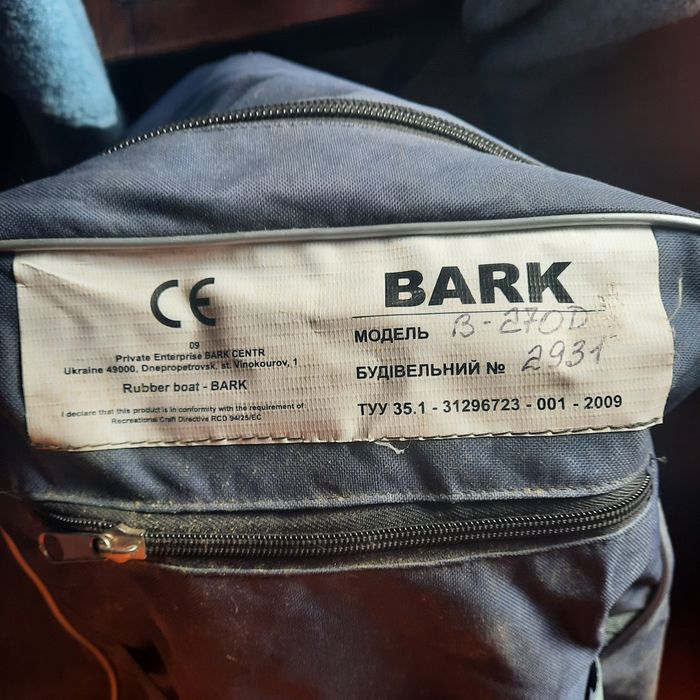 CE
09
Private Enterprise BARK CENTR
Ukraine 49000, Dnepropetrovsk, st. Vinokourov, 1
Rubber boat - BARK
I declare that this product is in conformity with the requirement of:
Recreational Craft Directive RCD 94/25/EC
BARK
МОДЕЛЬ B-270D
БУДІВЕЛЬНИЙ № 2931
ТУУ 35.1 - 31296723 - 001 - 2009